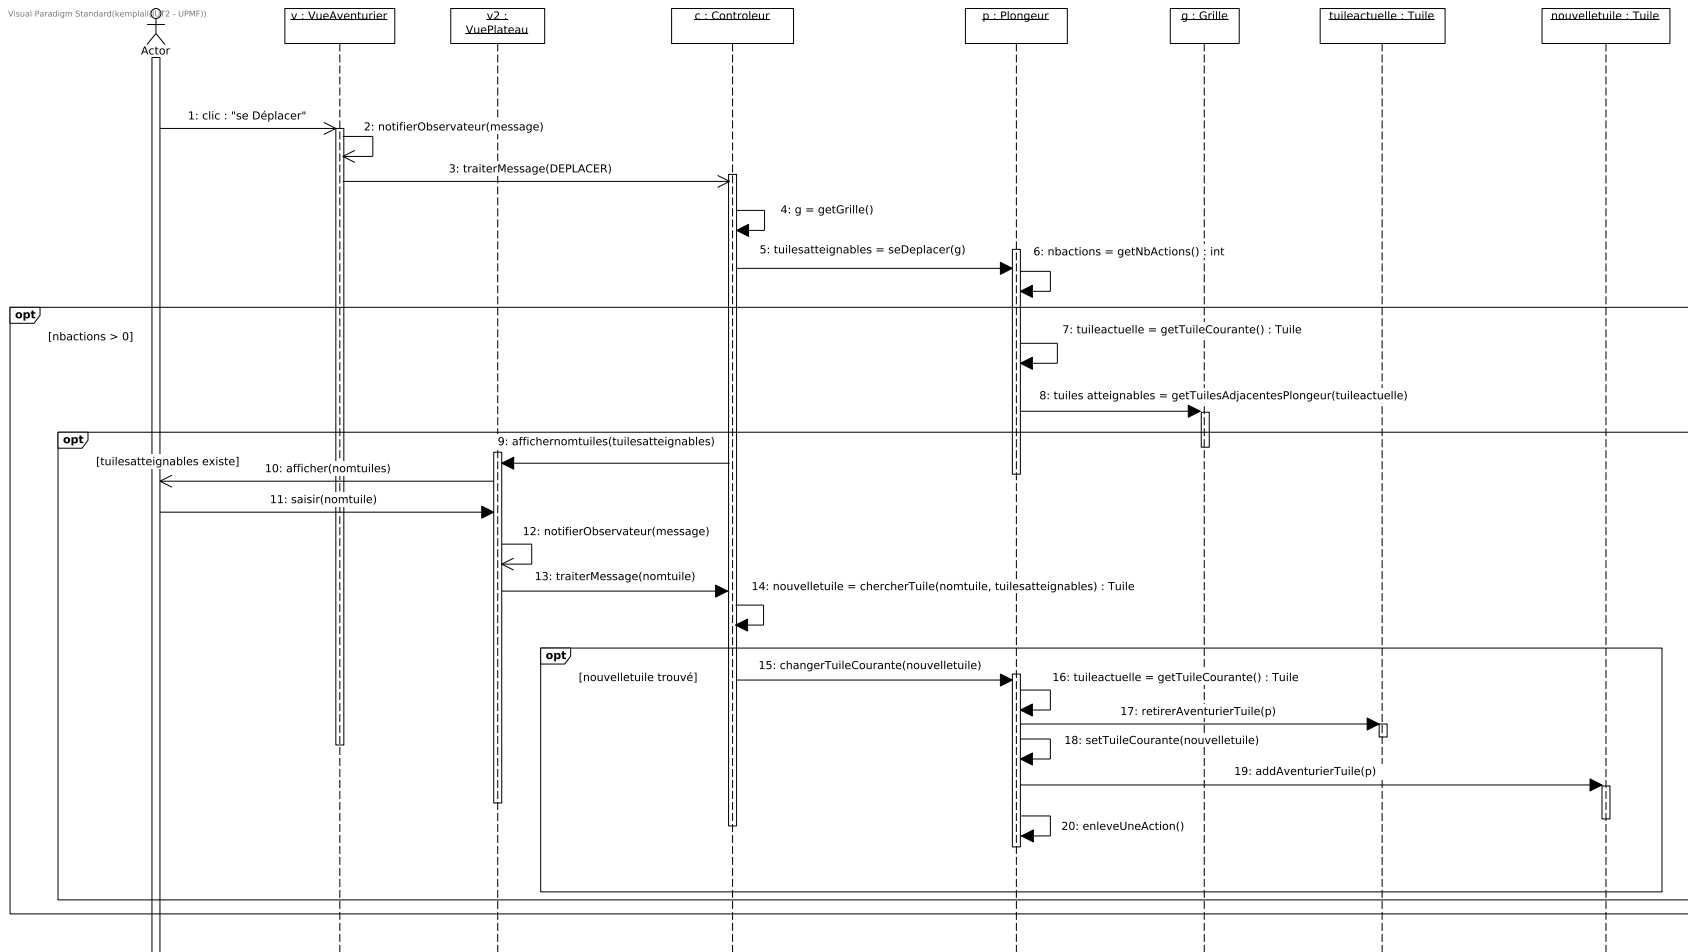 Visual Paradigm Standard(kemplail(IUT2 - UPMF))
Actor
v : VueAventurier
v2 :
VuePlateau
c : Controleur
p : Plongeur
g : Grille
tuileactuelle : Tuile
nouvelletuile : Tuile
1: clic : "se Déplacer"
2: notifierObservateur(message)
3: traiterMessage(DEPLACER)
4: g = getGrille()
5: tuilesatteignables = seDeplacer(g)
6: nbactions = getNbActions() : int
opt
[nbactions > 0]
7: tuileactuelle = getTuileCourante() : Tuile
8: tuiles atteignables = getTuilesAdjacentesPlongeur(tuileactuelle)
opt
[tuilesatteignables existe]
9: affichernomtuiles(tuilesatteignables)
10: afficher(nomtuiles)
11: saisir(nomtuile)
12: notifierObservateur(message)
13: traiterMessage(nomtuile)
14: nouvelletuile = chercherTuile(nomtuile, tuilesatteignables) : Tuile
opt
[nouvelletuile trouvé]
15: changerTuileCourante(nouvelletuile)
16: tuileactuelle = getTuileCourante() : Tuile
17: retirerAventurierTuile(p)
18: setTuileCourante(nouvelletuile)
19: addAventurierTuile(p)
20: enleveUneAction()